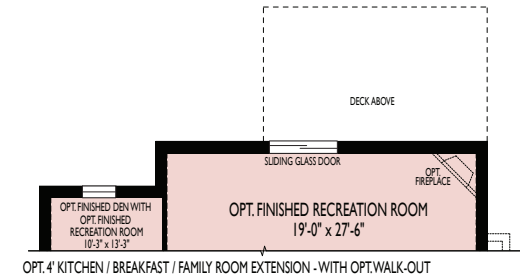 DECK ABOVE
SLIDING GLASS DOOR
OPT.
FIREPLACE
OPT. FINISHED DEN WITH
OPT. FINISHED
RECREATION ROOM
10'-3" x 13'-3"
OPT. FINISHED RECREATION ROOM
19'-0" x 27'-6"
OPT. 4' KITCHEN / BREAKFAST / FAMILY ROOM EXTENSION - WITH OPT. WALK-OUT